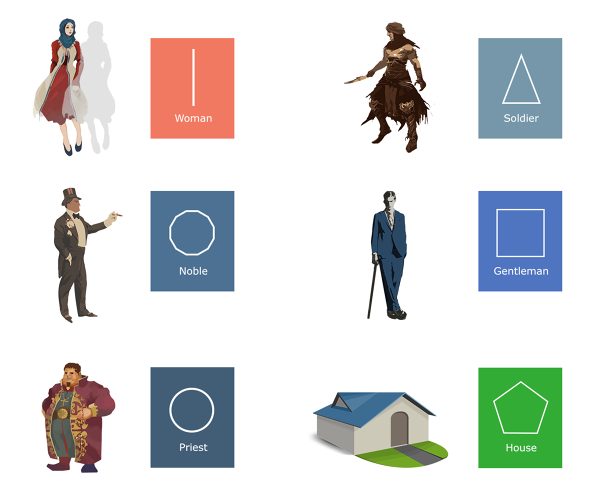 Woman
Soldier
Noble
Gentleman
Priest
House